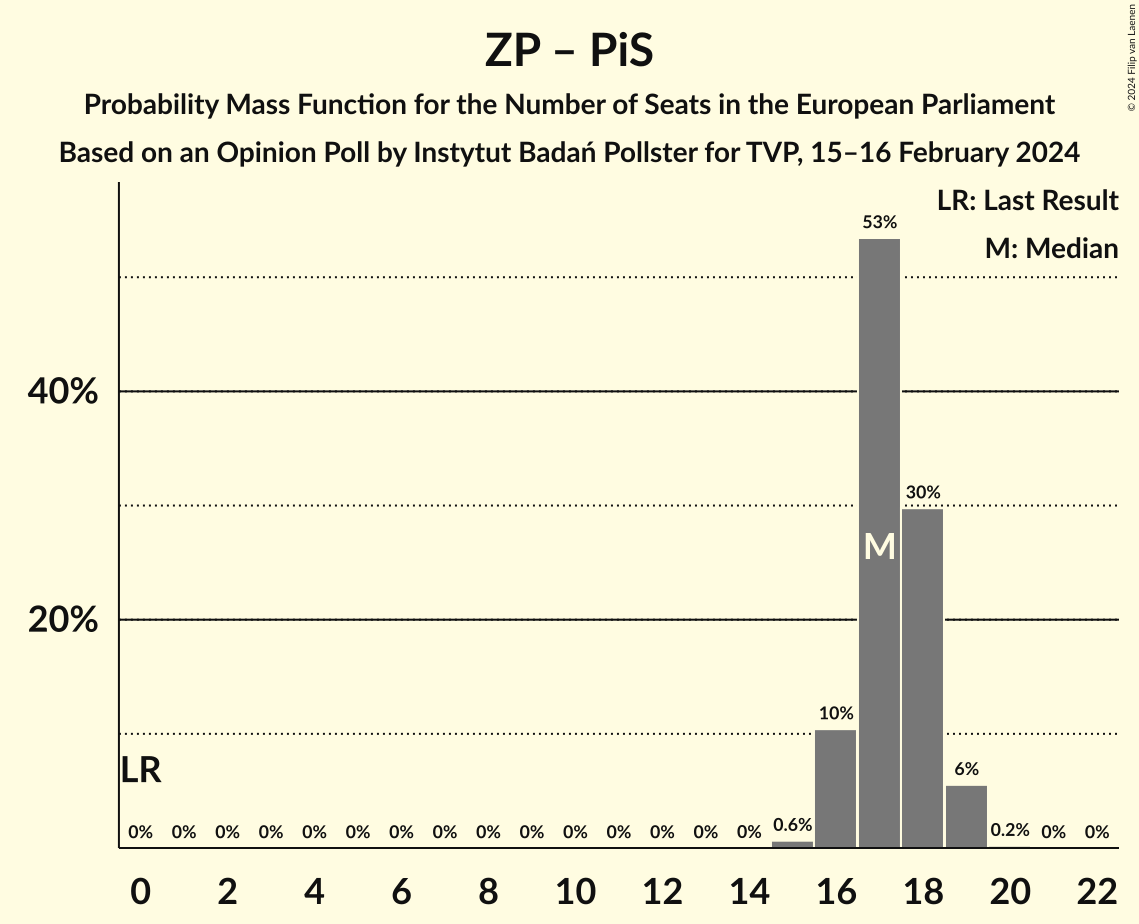 ZP – PiS
Probability Mass Function for the Number of Seats in the European Parliament
Based on an Opinion Poll by Instytut Badań Pollster for TVP, 15–16 February 2024
© 2024 Filip van Laenen
LR: Last Result
M: Median
53%
40%
30%
M
20%
10%
LR
6%
0% 0% 0% 0% 0% 0% 0% 0% 0% 0% 0% 0% 0% 0% 0% 0.6% 0.2% 0% 0%
0 2 4 6 8 10 12 14 16 18 20 22